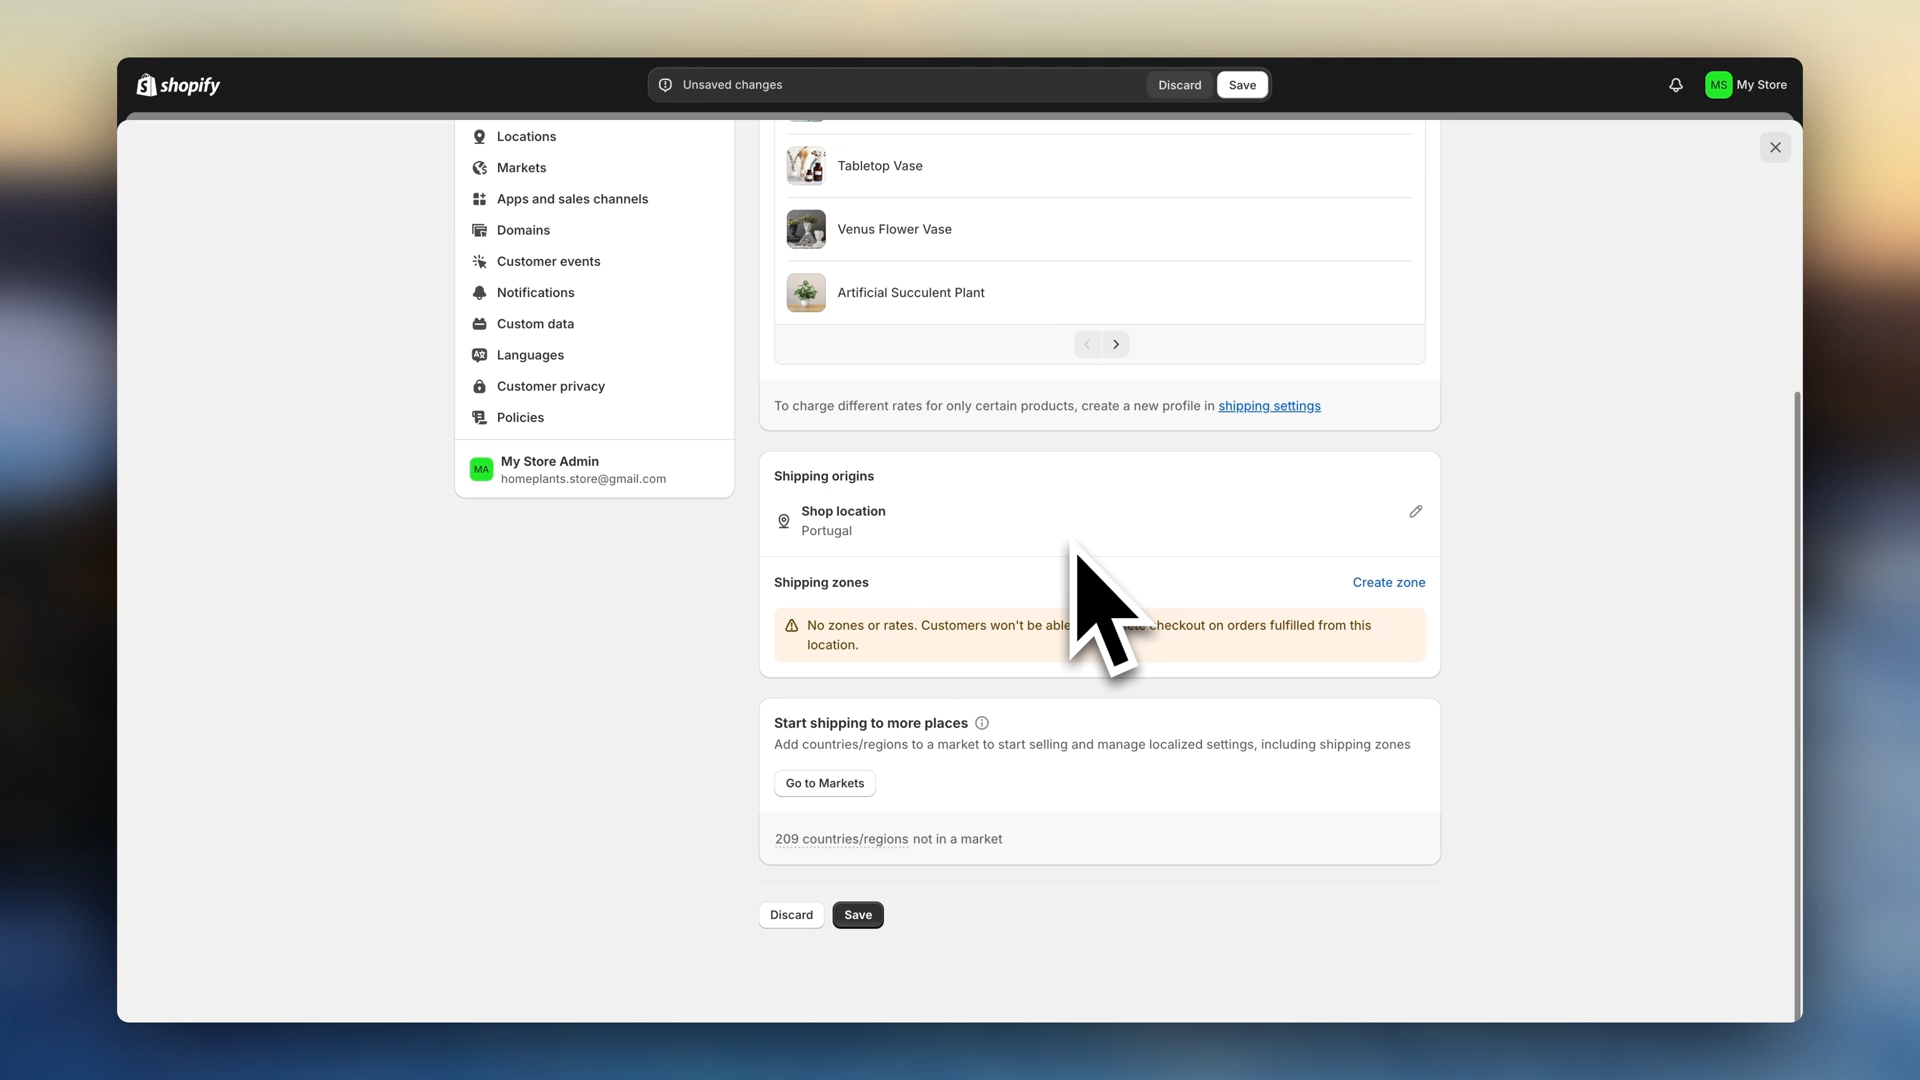 shopify
Unsaved changes
Discard
Save
MS
My Store
Locations
Markets
Apps and sales channels
Domains
Customer events
Notifications
Custom data
Languages
Customer privacy
Policies
MA
My Store Admin
homeplants.store@gmail.com
Tabletop Vase
Venus Flower Vase
Artificial Succulent Plant
To charge different rates for only certain products, create a new profile in shipping settings
Shipping origins
Shop location
Portugal
Shipping zones
Create zone
No zones or rates. Customers won't be able checkout on orders fulfilled from this
location.
Start shipping to more places
Add countries/regions to a market to start selling and manage localized settings, including shipping zones
Go to Markets
209 countries/regions not in a market
Discard
Save